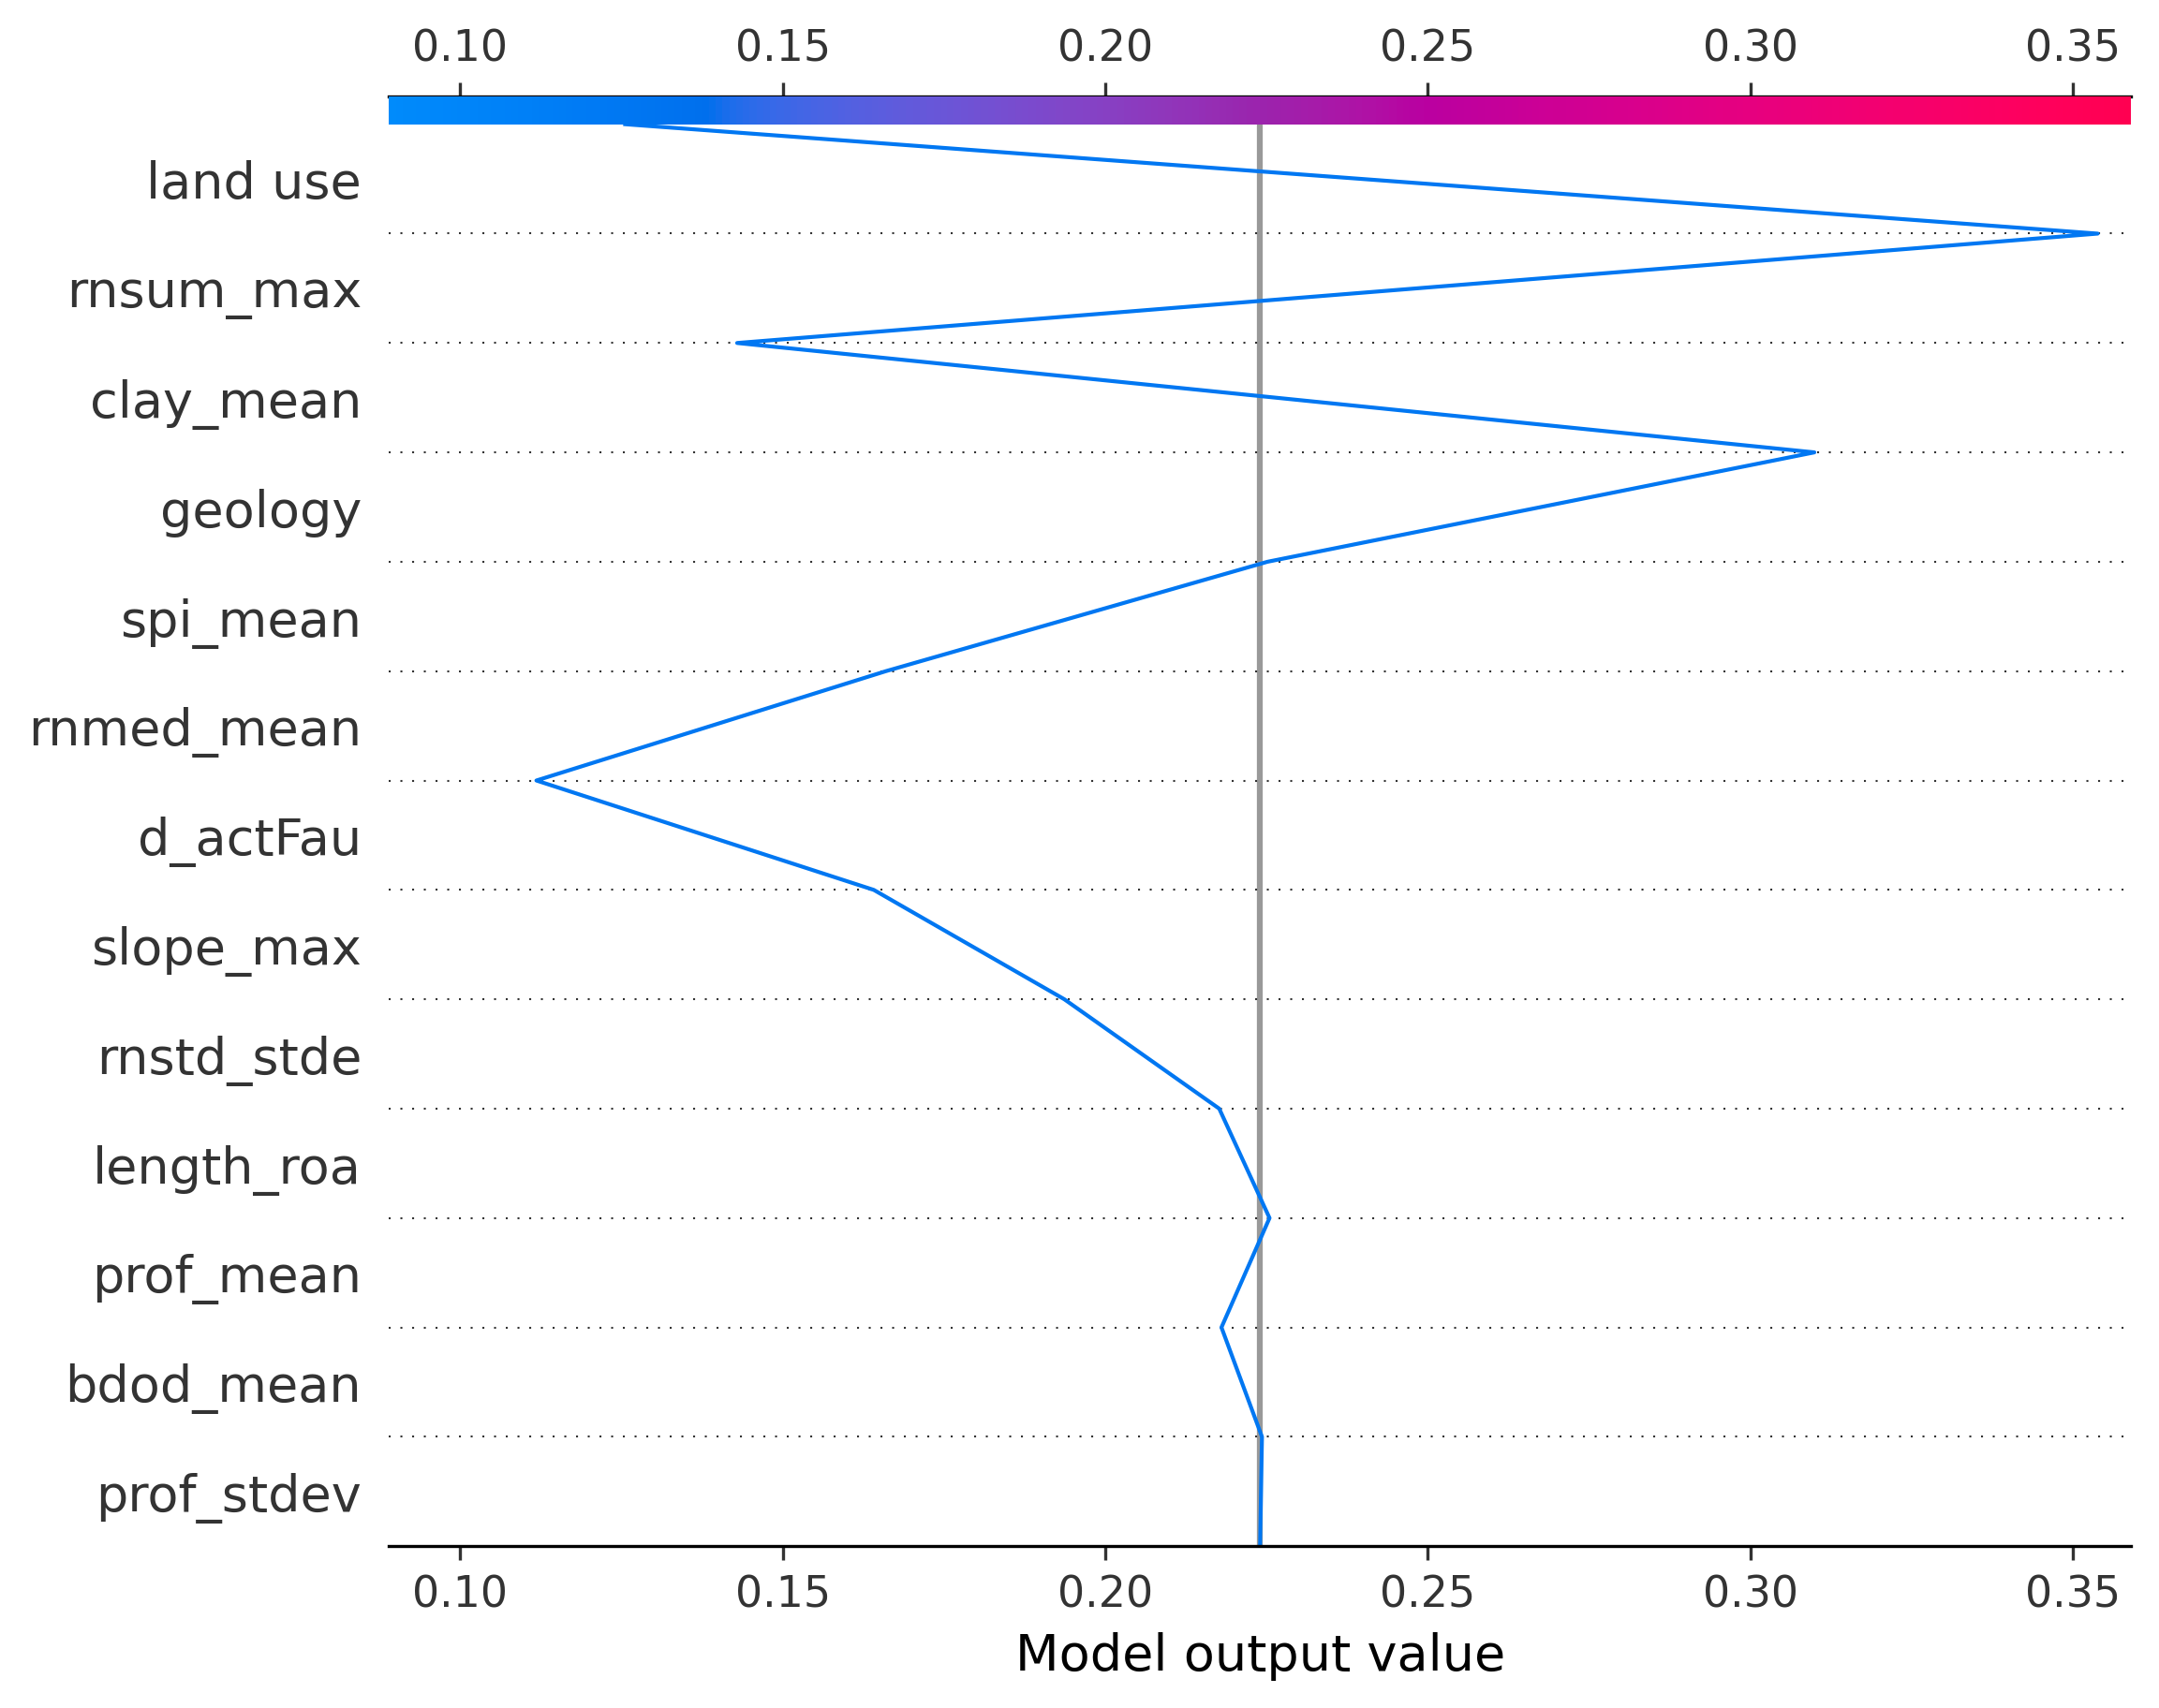 0.10 0.15 0.20 0.25 0.30 0.35
land use
rnsum_max
clay_mean
geology
spi_mean
rnmed_mean
d_actFau
slope_max
rnstd_stde
length_roa
prof_mean
bdod_mean
prof_stdev
0.10 0.15 0.20 0.25 0.30 0.35
Model output value